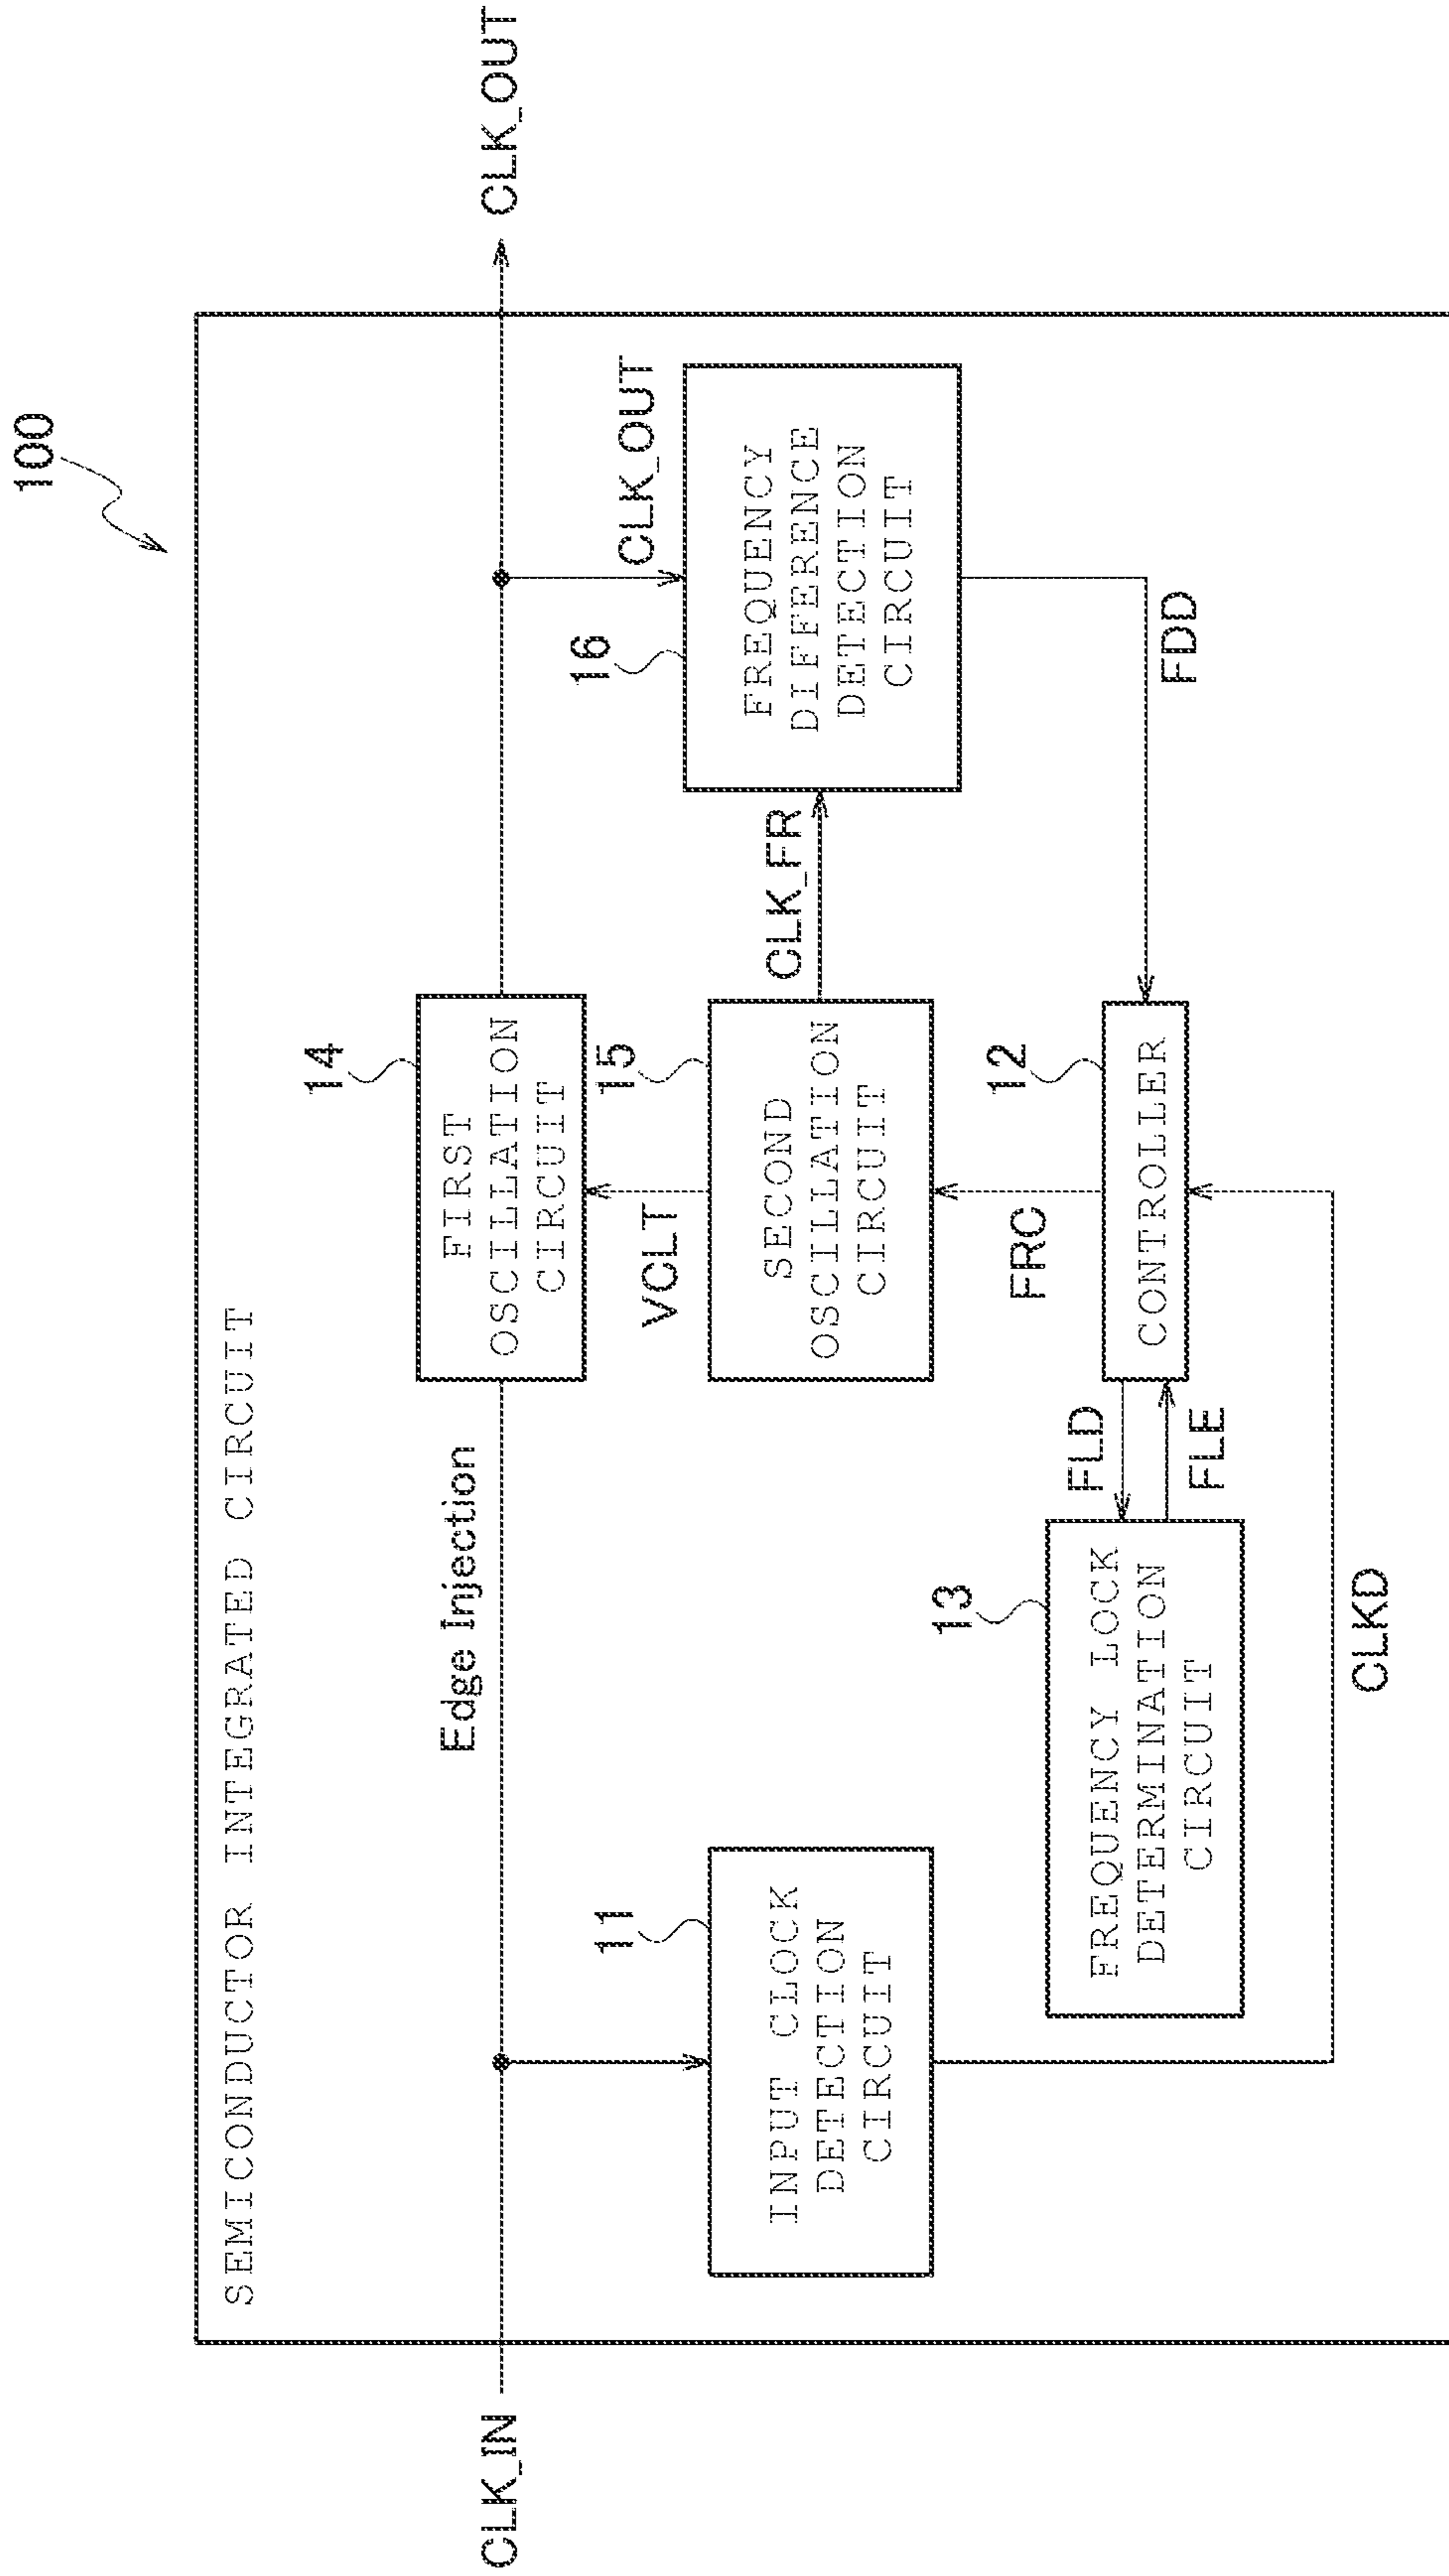 100
SEMICONDUCTOR INTEGRATED CIRCUIT
CLK_IN
Edge Injection
14
FIRST
OSCILLATION
CIRCUIT
CLK_OUT
11
INPUT CLOCK
DETECTION
CIRCUIT
VCLT
15
SECOND
OSCILLATION
CIRCUIT
CLK_FR
16
CLK_OUT
FREQUENCY
DIFFERENCE
DETECTION
CIRCUIT
13
FREQUENCY LOCK
DETERMINATION
CIRCUIT
FLD
FLE
FRC
12
CONTROLLER
FDD
CLKD